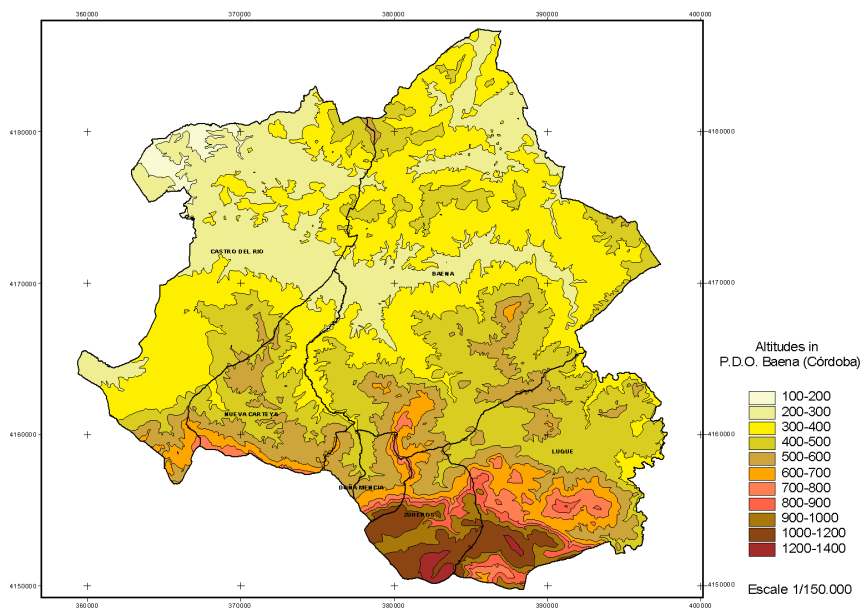 360000 370000 380000 390000 400000
4180000 4180000
CASTRO DEL RIO
BAENA
4170000 4170000
Altitudes in
P.D.O. Baena (Córdoba)
100-200
200-300
300-400
400-500
500-600
600-700
700-800
800-900
900-1000
1000-1200
1200-1400
NUEVA CARTEYA
4160000 4160000
LUQUE
DOÑA MENCIA
ZUHEROS
4150000 4150000
Escale 1/150.000
360000 370000 380000 390000 400000